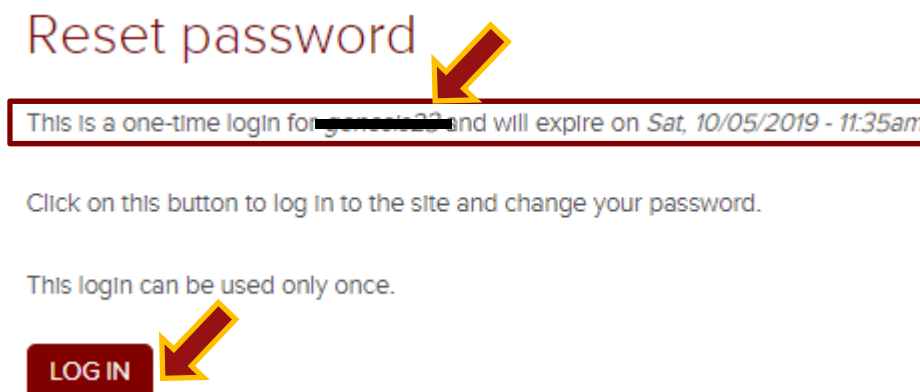 Reset password
This is a one-time login for and will expire on Sat, 10/05/2019 - 11:35am
Click on this button to log in to the site and change your password.
This login can be used only once.
LOG IN